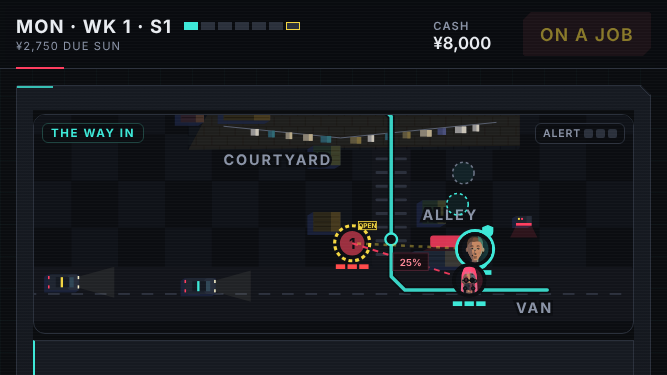 MON · WK 1 · S1
¥2,750 DUE SUN
CASH
¥8,000
ON A JOB
THE WAY IN
ALERT
COURTYARD
ALLEY
OPEN
25%
VAN